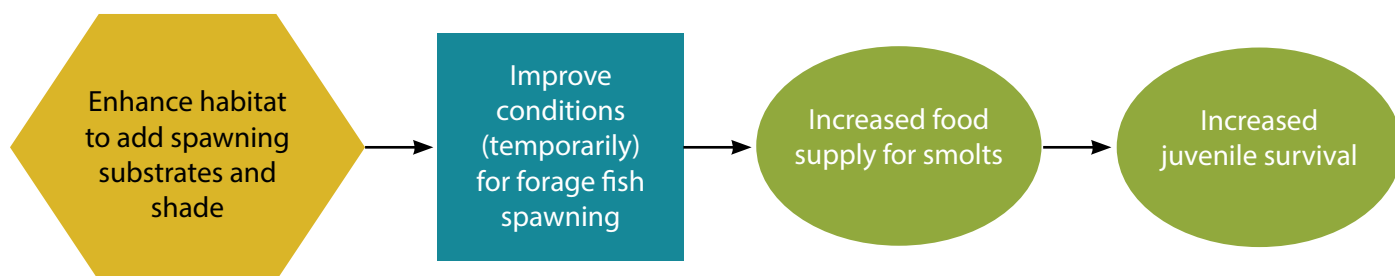 Enhance habitat
to add spawning
substrates and
shade
Improve
conditions
(temporarily)
for forage fish
spawning
Increased food
supply for smolts
Increased
juvenile survival